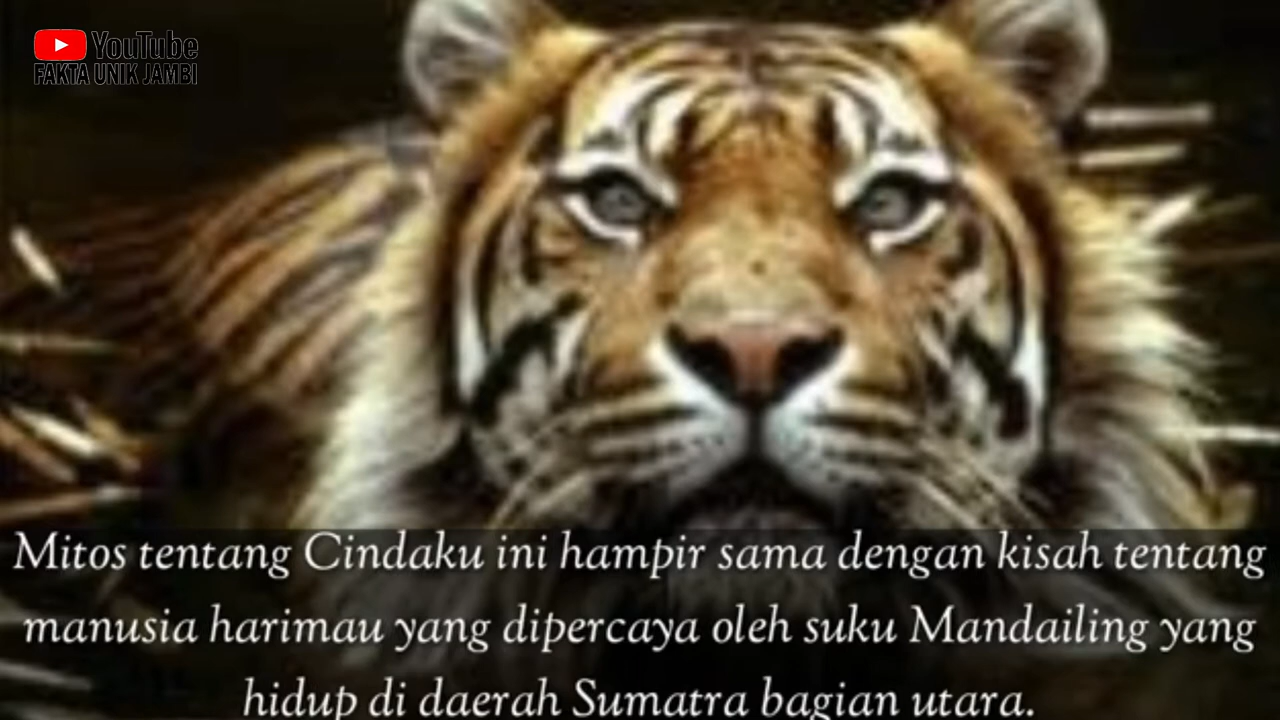 YouTube
FAKTA UNIK JAMBI
Mitos tentang Cindaku ini hampir sama dengan kisah tentang
manusia harimau yang dipercaya oleh suku Mandailing yang
hidup di daerah Sumatra bagian utara.